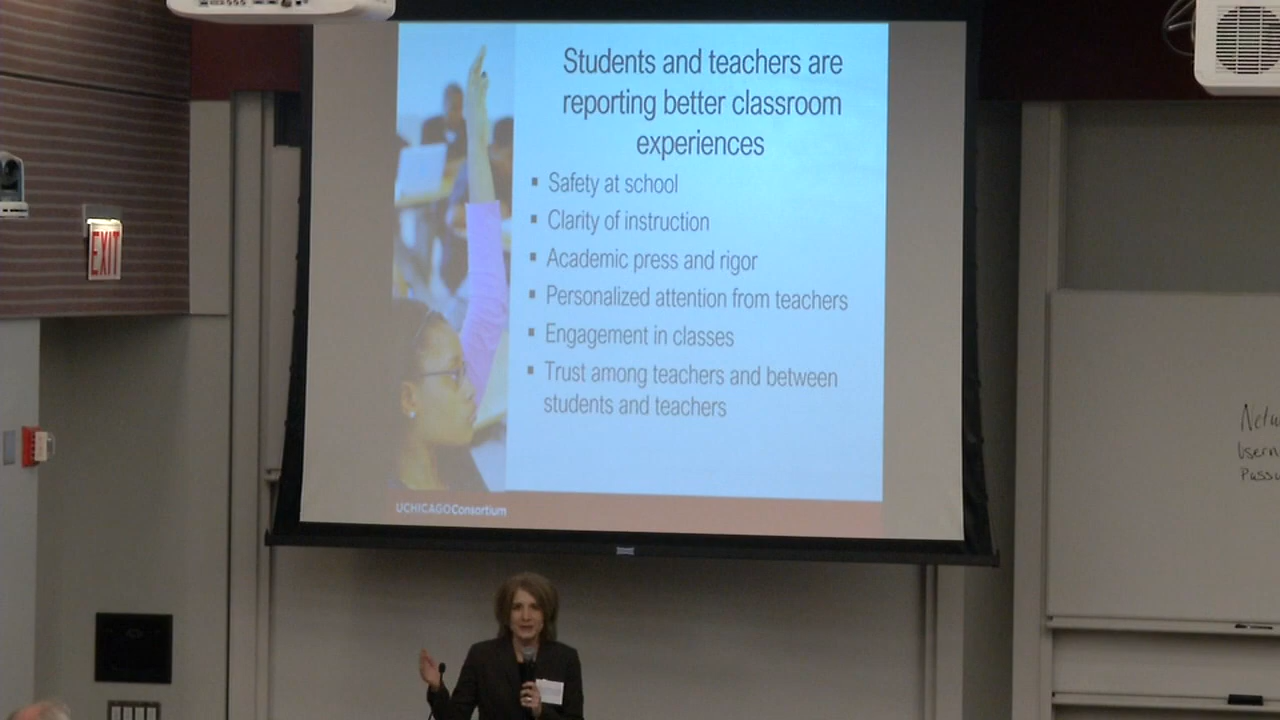 Students and teachers are
reporting better classroom
experiences
▪ Safety at school
▪ Clarity of instruction
▪ Academic press and rigor
▪ Personalized attention from teachers
▪ Engagement in classes
▪ Trust among teachers and between
students and teachers
UCHICAGOConsortium
EXIT